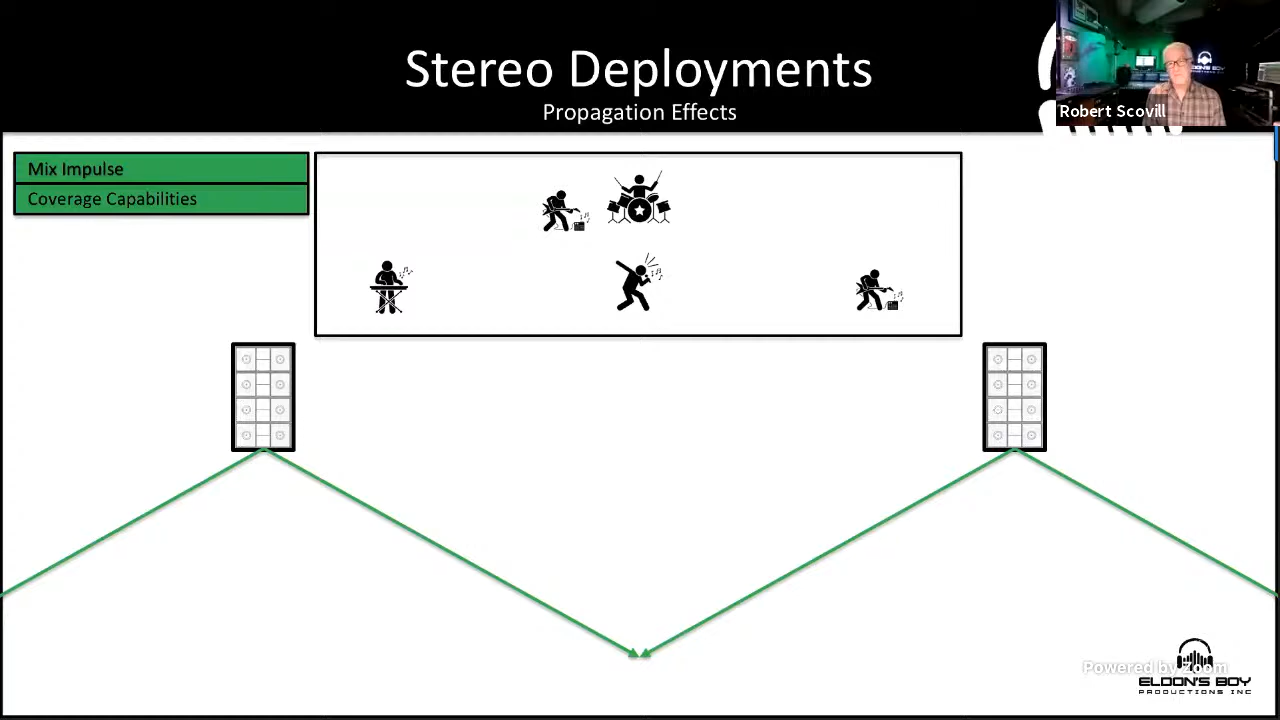 Stereo Deployments
Propagation Effects
Robert Scovill
Mix Impulse
Coverage Capabilities
Powered by Zoom
ELDON'S BOY
PRODUCTIONS INC